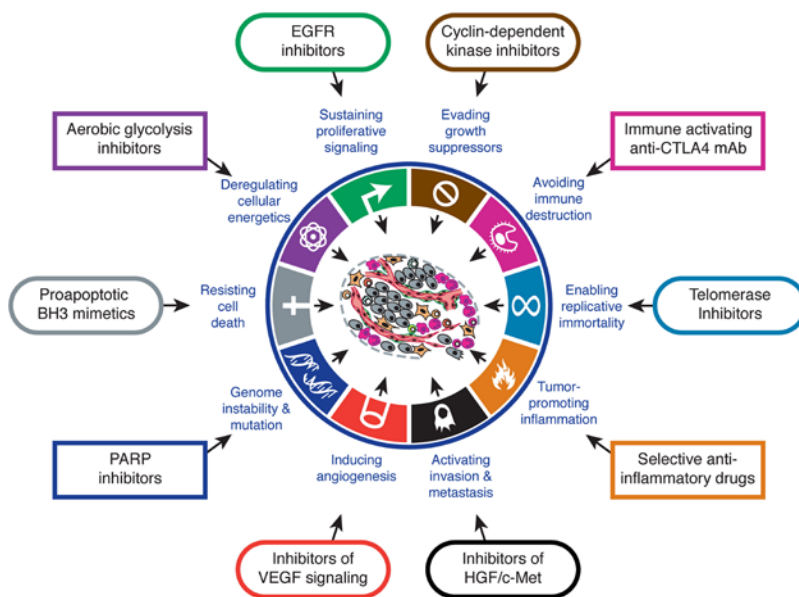 EGFR
inhibitors
Cyclin-dependent
kinase inhibitors
Sustaining
proliferative
signaling
Evading
growth
suppressors
Aerobic glycolysis
inhibitors
Immune activating
anti-CTLA4 mAb
Deregulating
cellular
energetics
Avoiding
immune
destruction
Proapoptotic
BH3 mimetics
Resisting
cell
death
Enabling
replicative
immortality
Telomerase
Inhibitors
Genome
instability &
mutation
Tumor-
promoting
inflammation
PARP
inhibitors
Inducing
angiogenesis
Activating
invasion &
metastasis
Selective anti-
inflammatory drugs
Inhibitors of
VEGF signaling
Inhibitors of
HGF/c-Met